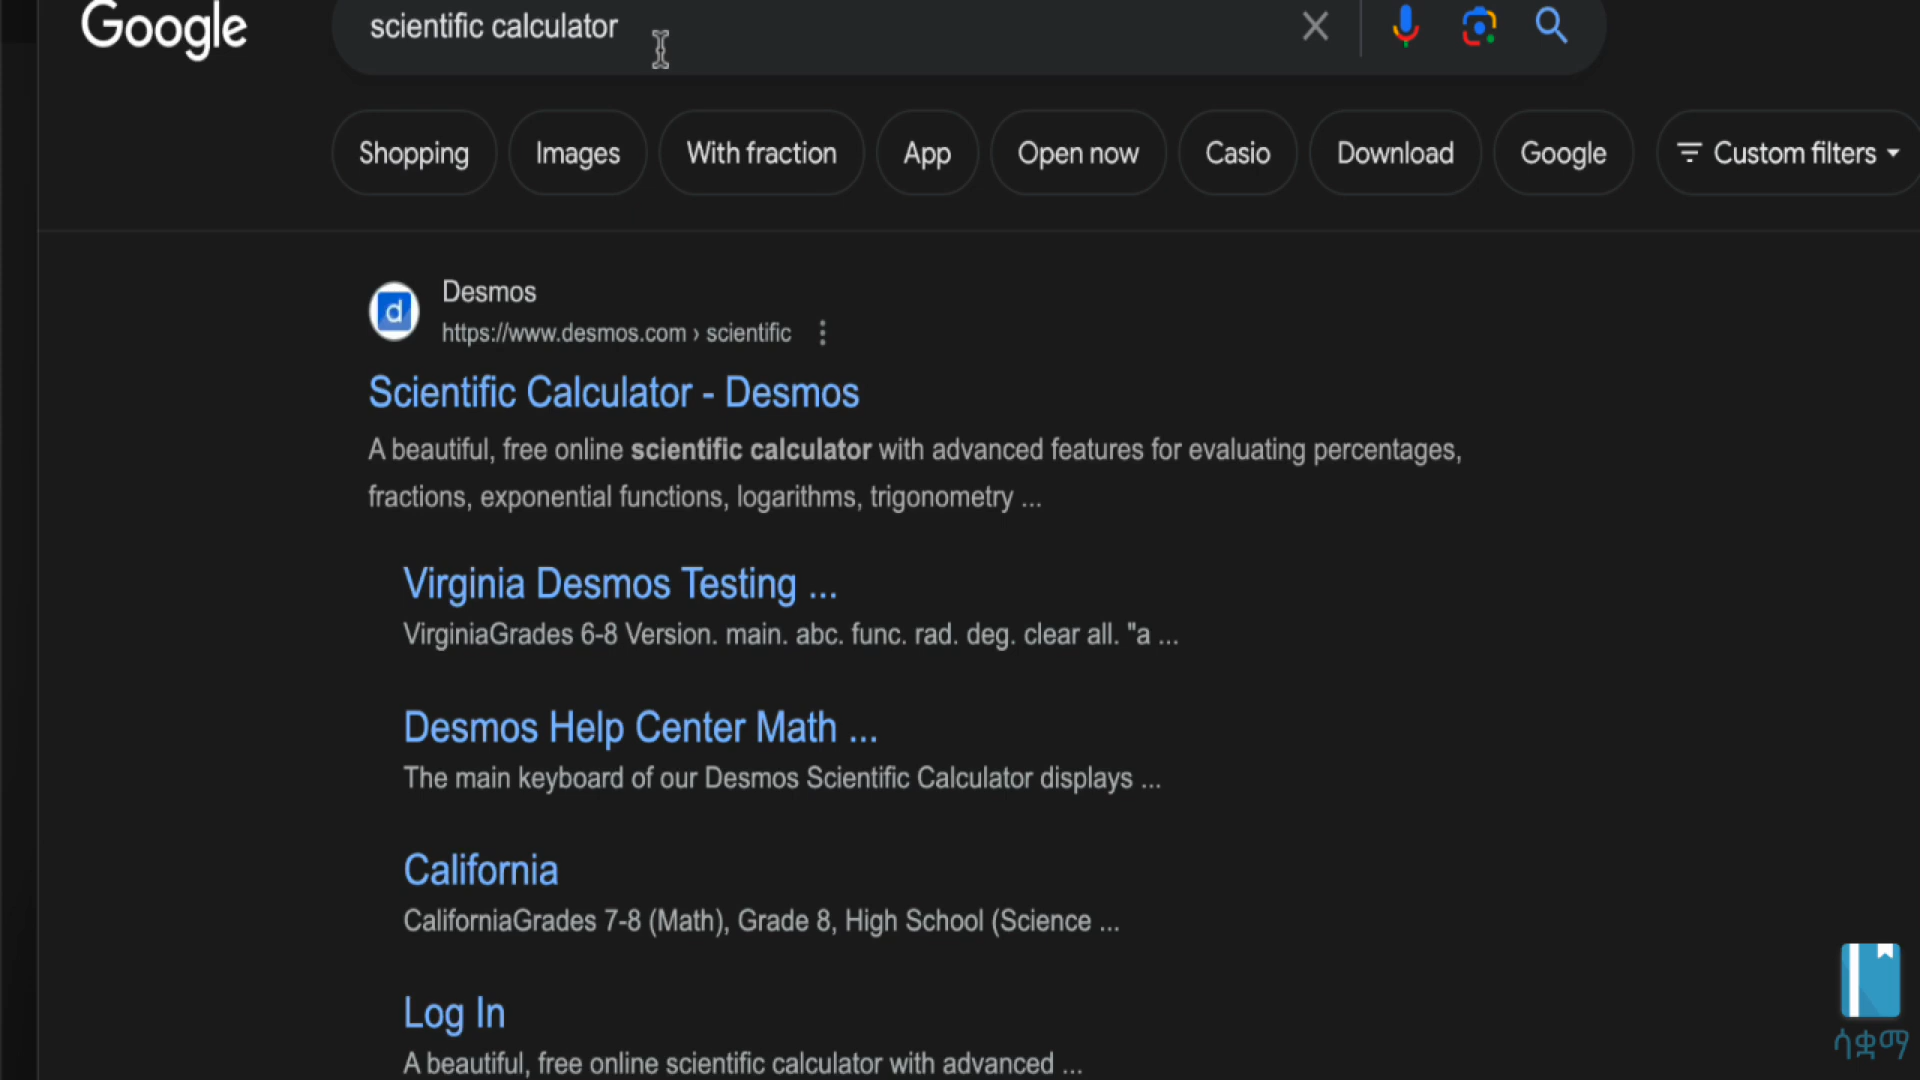 Google
scientific calculator
Shopping
Images
With fraction
App
Open now
Casio
Download
Google
Custom filters
d
Desmos
https://www.desmos.com › scientific
Scientific Calculator - Desmos
A beautiful, free online scientific calculator with advanced features for evaluating percentages,
fractions, exponential functions, logarithms, trigonometry ...
Virginia Desmos Testing ...
VirginiaGrades 6-8 Version. main. abc. func. rad. deg. clear all. "a ...
Desmos Help Center Math ...
The main keyboard of our Desmos Scientific Calculator displays ...
California
CaliforniaGrades 7-8 (Math), Grade 8, High School (Science ...
Log In
A beautiful, free online scientific calculator with advanced ...
ሳቋማ